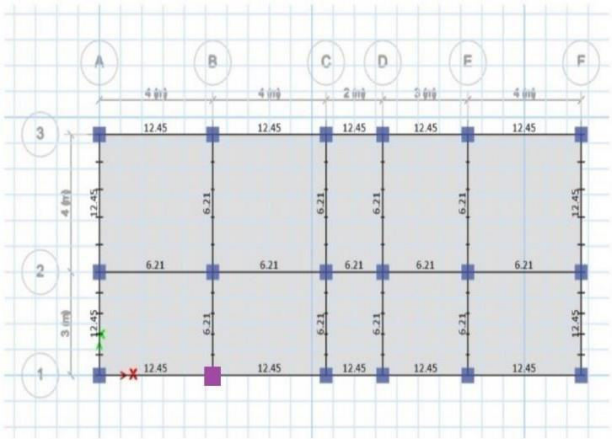 A B C D E F
4 (m) 4 (m) 2 (m) 3 (m) 4 (m)
3
12.45 12.45 12.45 12.45 12.45
4 (m) 12.45 6.21 6.21 6.21 6.21 12.45
2
6.21 6.21 6.21 6.21 6.21
3 (m) 12.45 6.21 6.21 6.21 6.21 12.45
1
X 12.45 12.45 12.45 12.45 12.45